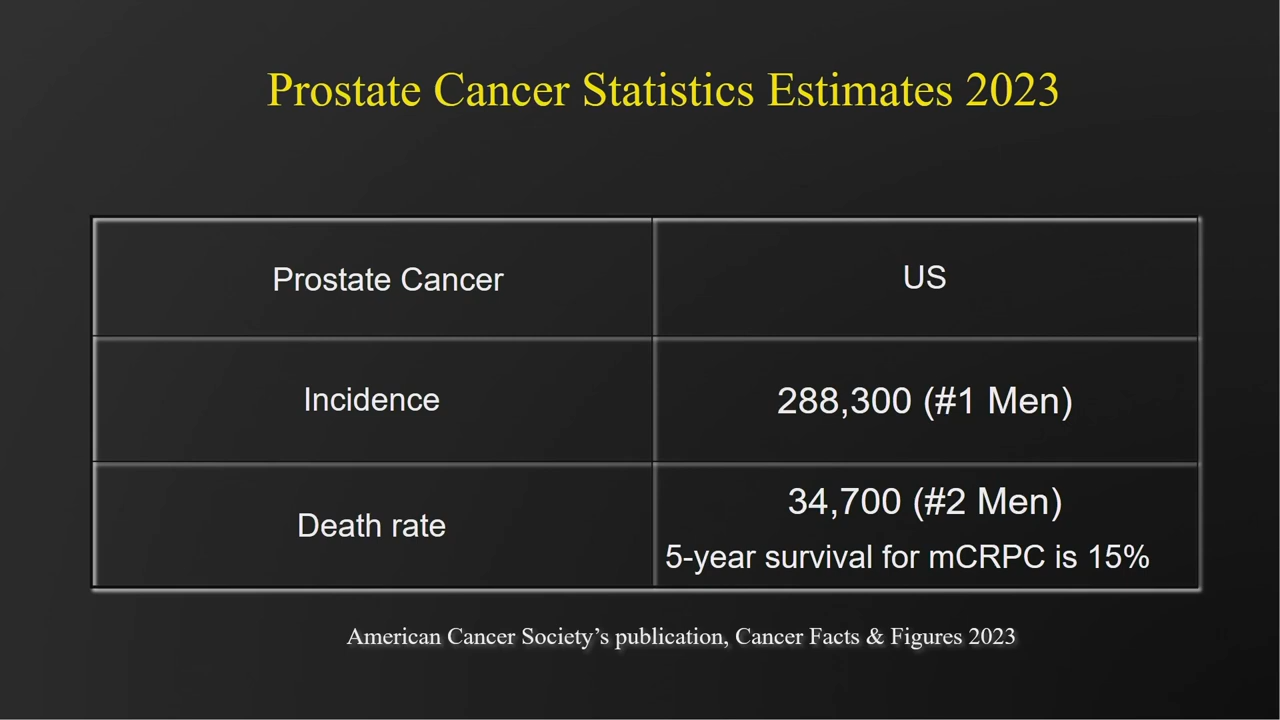 Prostate Cancer Statistics Estimates 2023
Prostate Cancer
US
Incidence
288,300 (#1 Men)
Death rate
34,700 (#2 Men)
5-year survival for mCRPC is 15%
American Cancer Society’s publication, Cancer Facts & Figures 2023